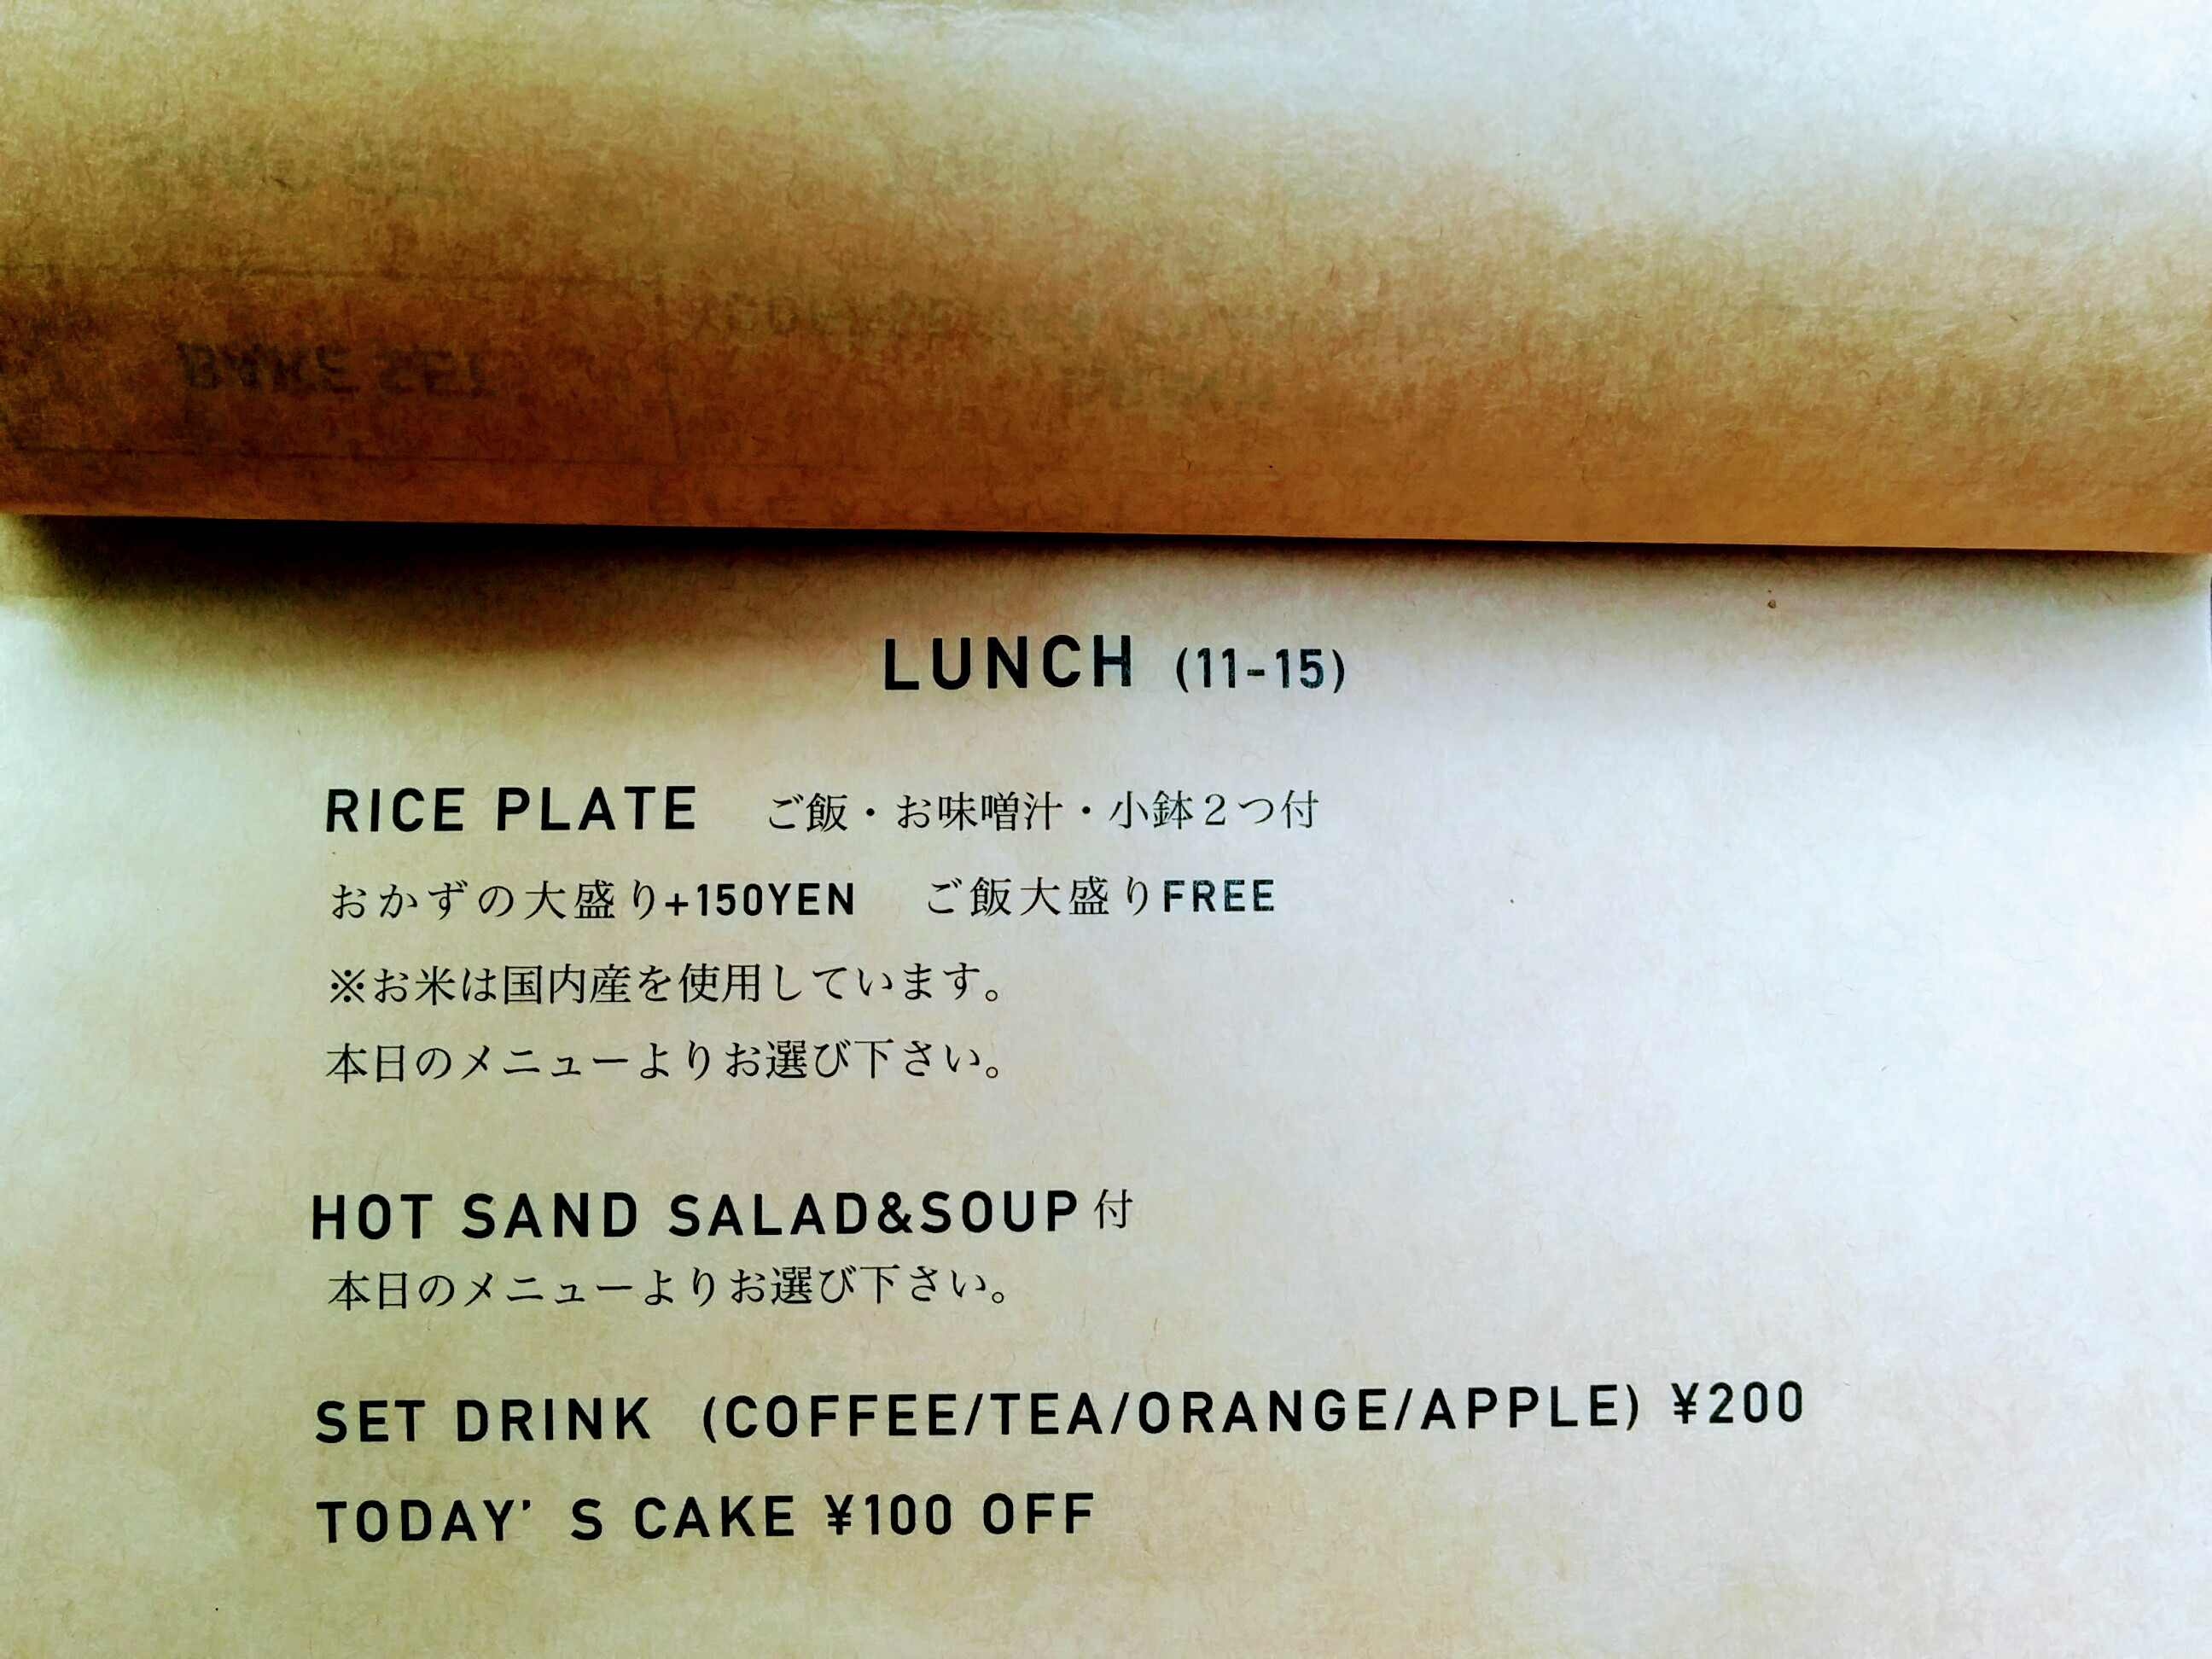 LUNCH (11-15)
RICE PLATE ご飯・お味噌汁・小鉢２つ付
おかずの大盛り+150YEN ご飯大盛りFREE
※お米は国内産を使用しています。
本日のメニューよりお選び下さい。
HOT SAND SALAD&SOUP付
本日のメニューよりお選び下さい。
SET DRINK (COFFEE/TEA/ORANGE/APPLE) ¥200
TODAY' S CAKE ¥100 OFF